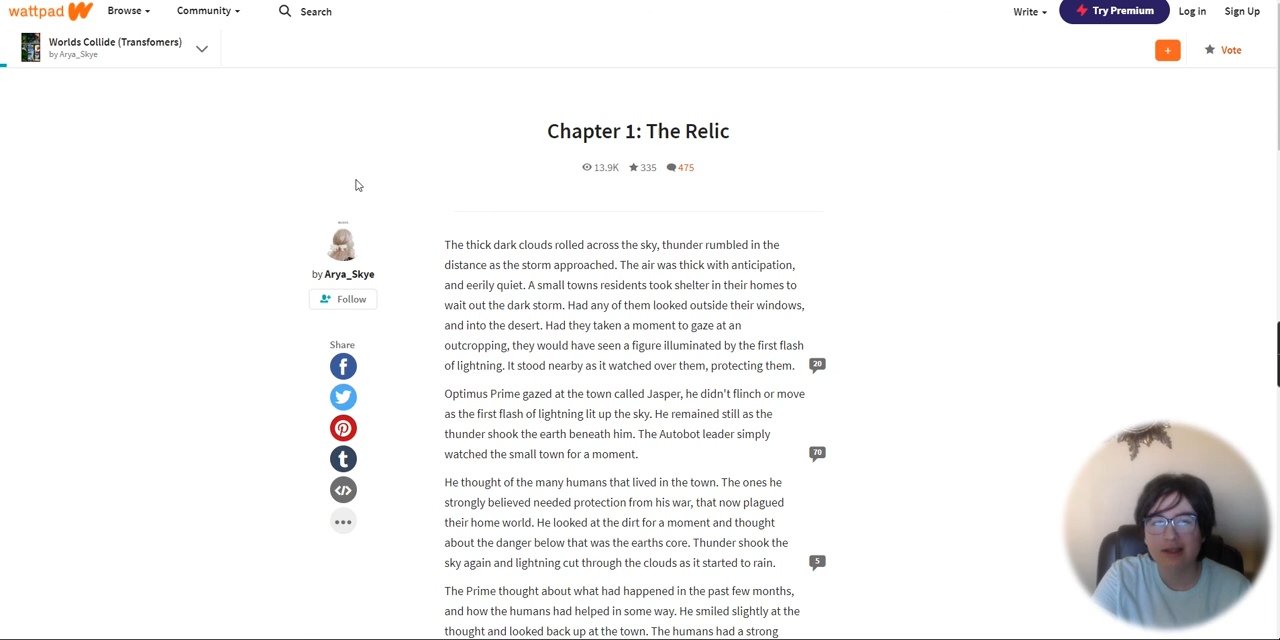 wattpad
Browse
Community
Search
Write
Try Premium
Log in
Sign Up
Worlds Collide (Transfomers)
by Arya_Skye
+
Vote
Chapter 1: The Relic
13.9K
335
475
by Arya_Skye
Follow
Share
The thick dark clouds rolled across the sky, thunder rumbled in the
distance as the storm approached. The air was thick with anticipation,
and eerily quiet. A small towns residents took shelter in their homes to
wait out the dark storm. Had any of them looked outside their windows,
and into the desert. Had they taken a moment to gaze at an
outcropping, they would have seen a figure illuminated by the first flash
of lightning. It stood nearby as it watched over them, protecting them.
20
Optimus Prime gazed at the town called Jasper, he didn't flinch or move
as the first flash of lightning lit up the sky. He remained still as the
thunder shook the earth beneath him. The Autobot leader simply
watched the small town for a moment.
70
He thought of the many humans that lived in the town. The ones he
strongly believed needed protection from his war, that now plagued
their home world. He looked at the dirt for a moment and thought
about the danger below that was the earths core. Thunder shook the
sky again and lightning cut through the clouds as it started to rain.
5
The Prime thought about what had happened in the past few months,
and how the humans had helped in some way. He smiled slightly at the
thought and looked back up at the town. The humans had a strong